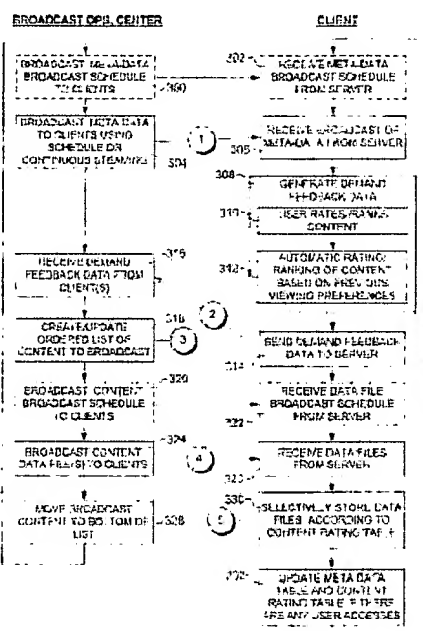 BROADCAST OPS. CENTER
BROADCAST META-DATA
BROADCAST SCHEDULE
TO CLIENTS
300
BROADCAST META DATA
TO CLIENTS USING
SCHEDULE OR
CONTINUOUS STEAMING
304
1
316
RECEIVE DEMAND
FEEDBACK DATA FROM
CLIENT(S)
318
2
CREATE/UPDATE
ORDERED LIST OF
CONTENT TO BROADCAST
3
320
BROADCAST CONTENT
BROADCAST SCHEDULE
TO CLIENTS
324
BROADCAST CONTENT
DATA FILE(S) TO CLIENTS
4
MOVE BROADCAST
CONTENT TO BOTTOM OF
LIST
328
CLIENT
302
RECEIVE META-DATA
BROADCAST SCHEDULE
FROM SERVER
RECEIVE BROADCAST OF
META-DATA FROM SERVER
306
308
GENERATE DEMAND
FEEDBACK DATA
310
USER RATES/RANKS
CONTENT
312
AUTOMATIC RATING/
RANKING OF CONTENT
BASED ON PREVIOUS
VIEWING PREFERENCES
SEND DEMAND FEEDBACK
DATA TO SERVER
314
RECEIVE DATA FILE
BROADCAST SCHEDULE
FROM SERVER
322
RECEIVE DATA FILES
FROM SERVER
330
5
SELECTIVELY STORE DATA
FILES ACCORDING TO
CONTENT RATING TABLE
UPDATE META DATA
TABLE AND CONTENT
RATING TABLE IF THERE
ARE ANY USER ACCESSES